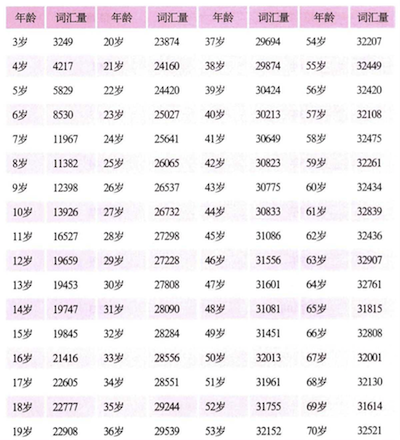 年龄 词汇量 年龄 词汇量 年龄 词汇量 年龄 词汇量
3岁 3249 20岁 23874 37岁 29694 54岁 32207
4岁 4217 21岁 24160 38岁 29874 55岁 32449
5岁 5829 22岁 24420 39岁 30424 56岁 32420
6岁 8530 23岁 25027 40岁 30213 57岁 32108
7岁 11967 24岁 25641 41岁 30649 58岁 32475
8岁 11382 25岁 26065 42岁 30823 59岁 32261
9岁 12398 26岁 26537 43岁 30775 60岁 32434
10岁 13926 27岁 26732 44岁 30833 61岁 32839
11岁 16527 28岁 27298 45岁 31086 62岁 32436
12岁 19659 29岁 27228 46岁 31556 63岁 32907
13岁 19453 30岁 27808 47岁 31601 64岁 32761
14岁 19747 31岁 28090 48岁 31081 65岁 31815
15岁 19845 32岁 28284 49岁 31451 66岁 32808
16岁 21416 33岁 28556 50岁 32013 67岁 32001
17岁 22605 34岁 28551 51岁 31961 68岁 32130
18岁 22777 35岁 29244 52岁 31755 69岁 31614
19岁 22908 36岁 29539 53岁 32152 70岁 32521